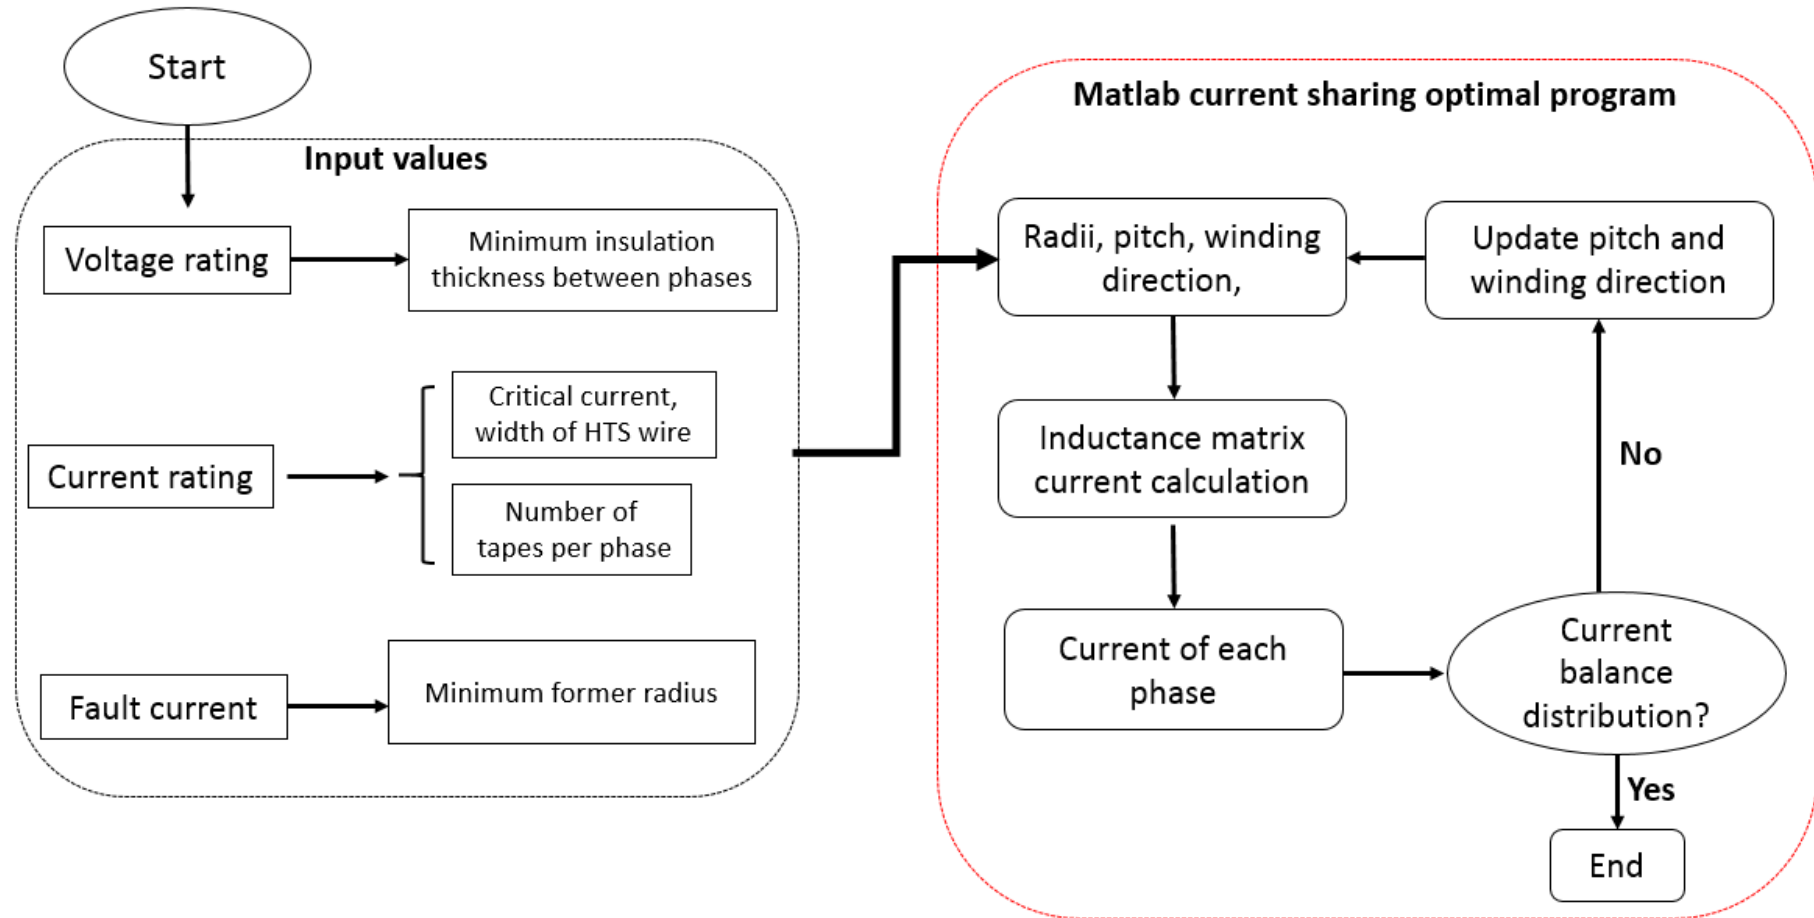 Start
Input values
Voltage rating
Minimum insulation
thickness between phases
Current rating
Critical current,
width of HTS wire
Number of
tapes per phase
Fault current
Minimum former radius
Matlab current sharing optimal program
Radii, pitch, winding
direction,
Update pitch and
winding direction
Inductance matrix
current calculation
No
Current of each
phase
Current
balance
distribution?
Yes
End